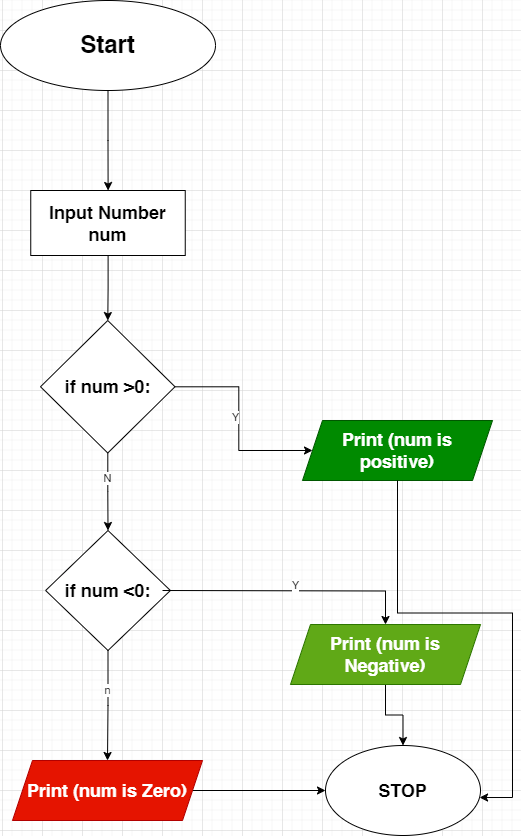 Start
Input Number
num
if num >0:
Y
Print (num is
positive)
N
if num <0:
Y
Print (num is
Negative)
n
Print (num is Zero)
STOP